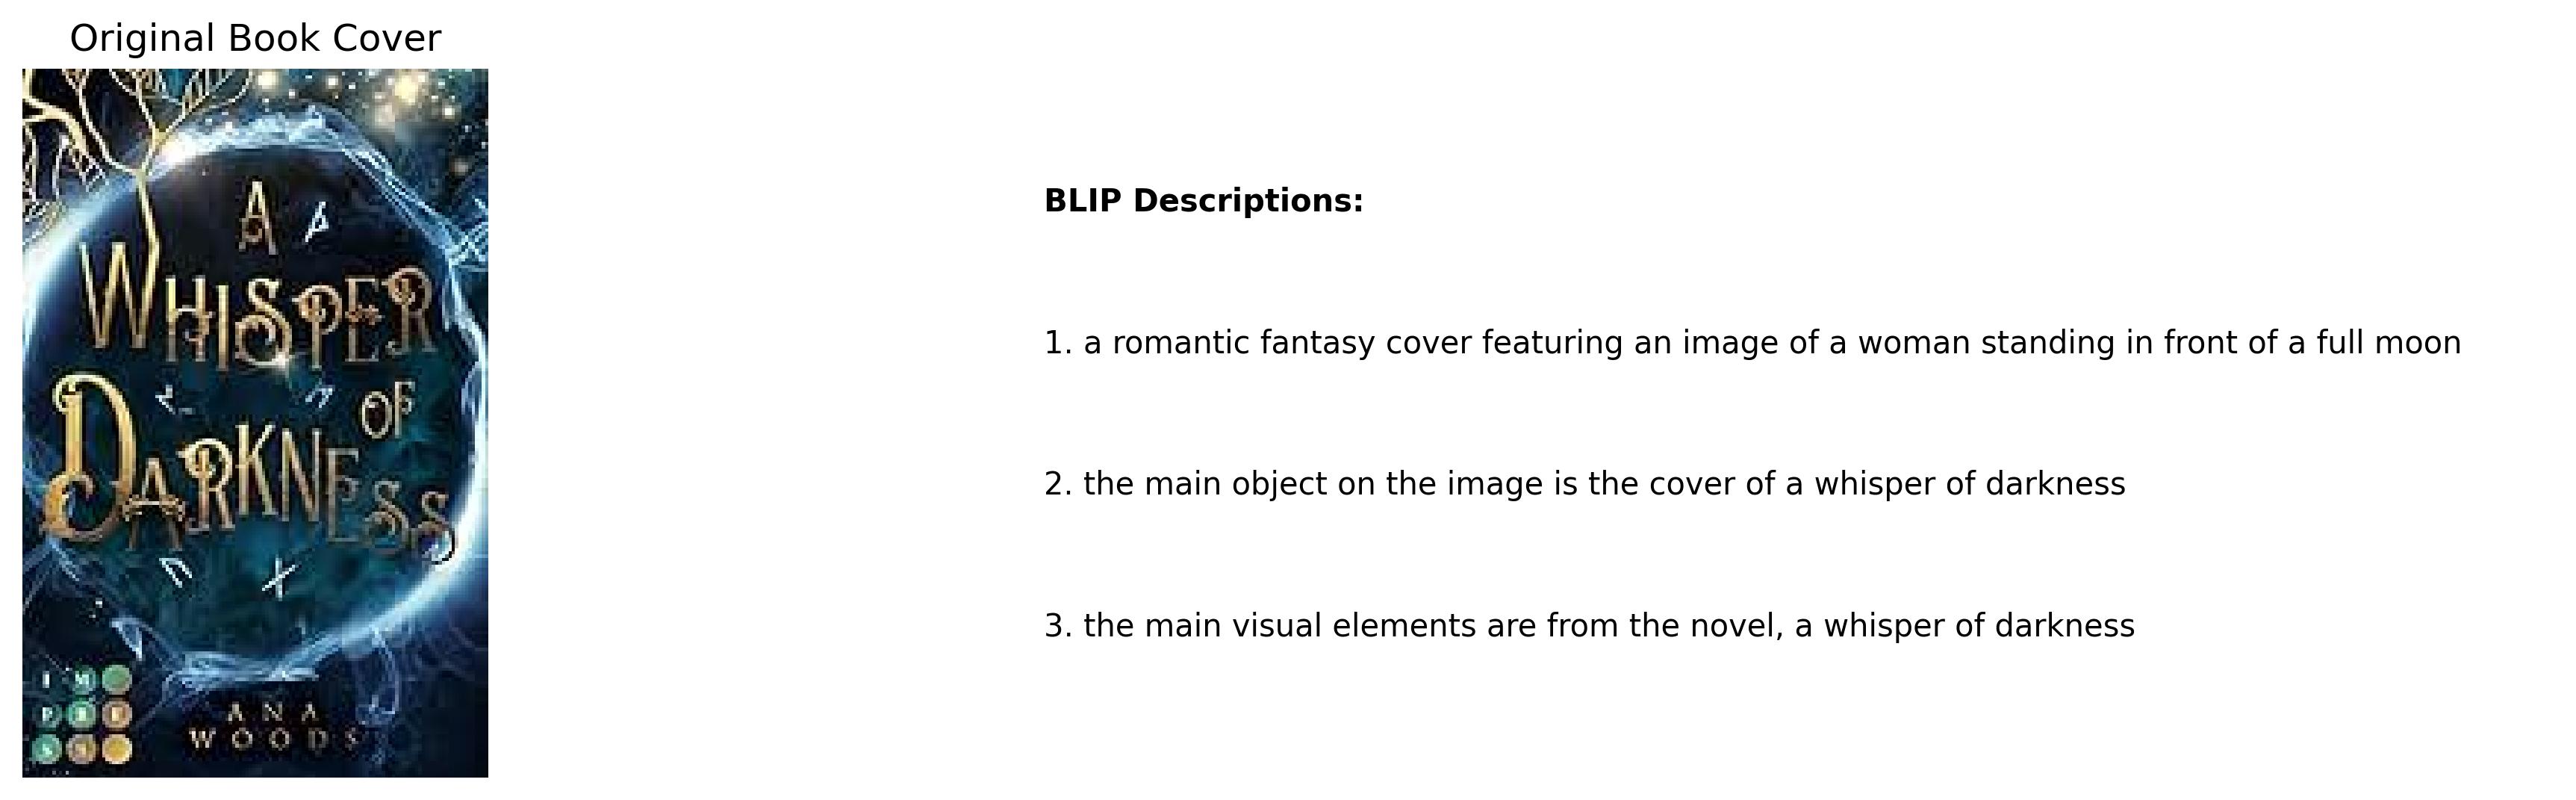 Original Book Cover
A
WHISPER
OF
DARKNESS
I M
P R E
S S
ANA
WOODS
BLIP Descriptions:
1. a romantic fantasy cover featuring an image of a woman standing in front of a full moon
2. the main object on the image is the cover of a whisper of darkness
3. the main visual elements are from the novel, a whisper of darkness